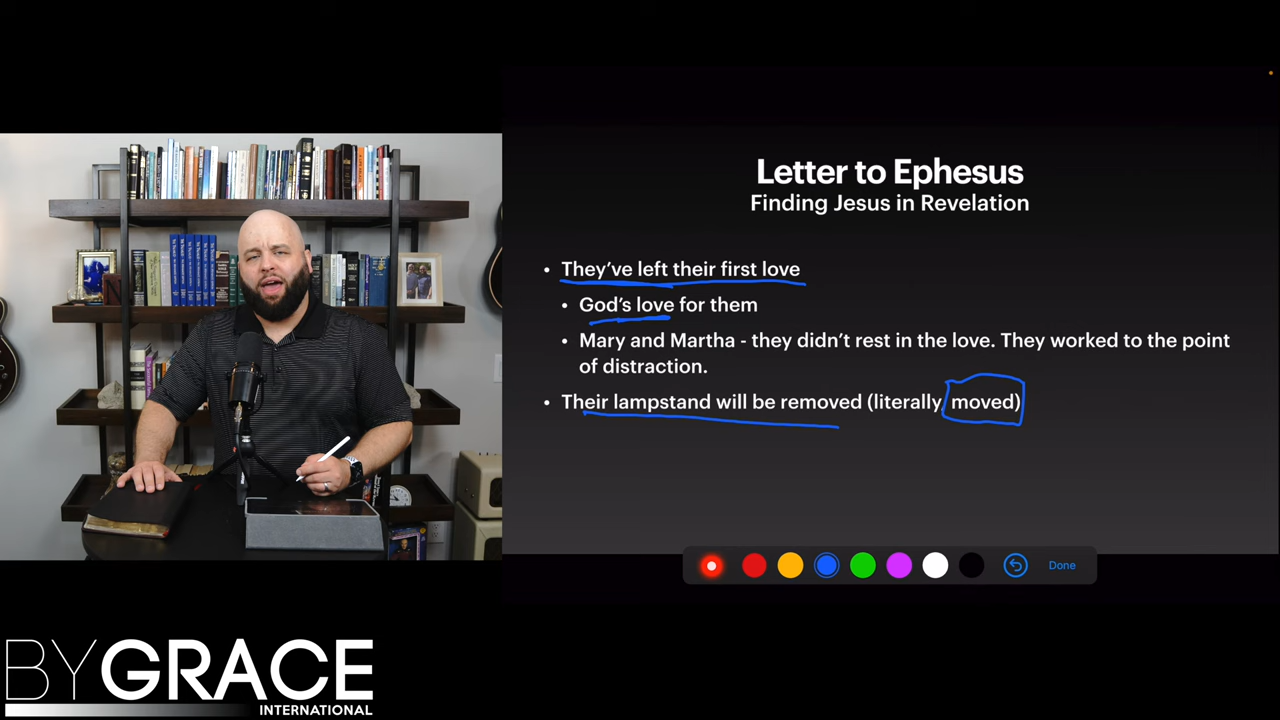 Letter to Ephesus
Finding Jesus in Revelation
• They’ve left their first love
• God’s love for them
• Mary and Martha - they didn’t rest in the love. They worked to the point
of distraction.
• Their lampstand will be removed (literally moved)
Done
BYGRACE
INTERNATIONAL